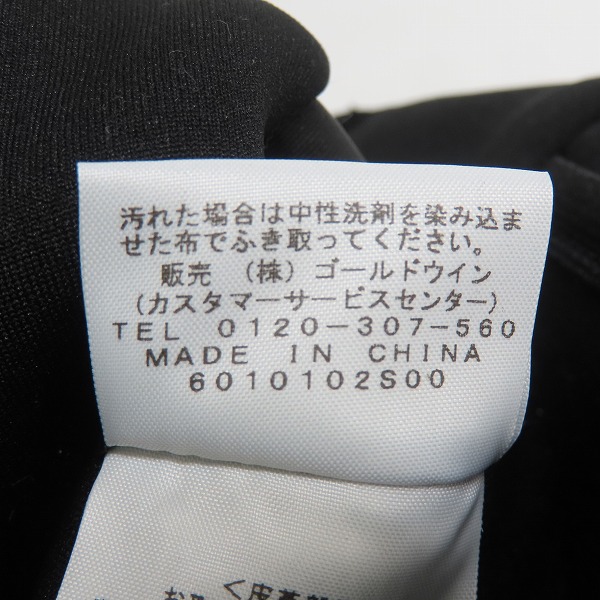 汚れた場合は中性洗剤を染み込ま
せた布でふき取ってください。
販売 (株) ゴールドウイン
(カスタマーサービスセンター)
TEL 0120-307-560
MADE IN CHINA
6010102S00